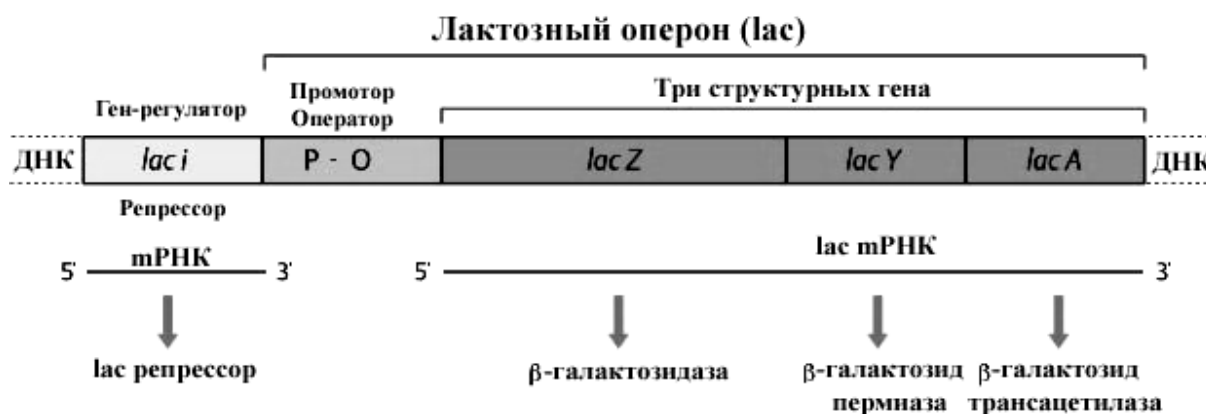 Лактозный оперон (lac)
Ген-регулятор
Промотор
Оператор
Три структурных гена
ДНК
lac i
P - O
lac Z
lac Y
lac A
ДНК
Репрессор
5' mРНК 3'
5' lac mРНК 3'
lac репрессор
β-галактозидаза
β-галактозид
пермиаза
β-галактозид
трансацетилаза